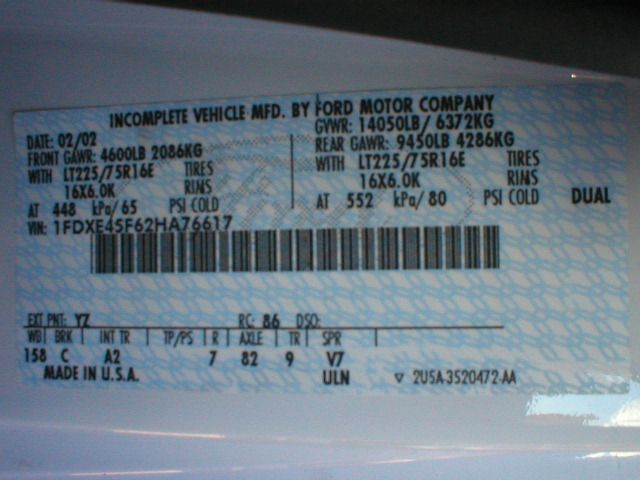 INCOMPLETE VEHICLE MFD. BY FORD MOTOR COMPANY
DATE: 02/02 GVWR: 14050LB/ 6372KG
FRONT GAWR: 4600LB 2086KG REAR GAWR: 9450LB 4286KG
WITH LT225/75R16E TIRES WITH LT225/75R16E TIRES
16X6.0K RIMS 16X6.0K RIMS DUAL
AT 448 kPa/65 PSI COLD AT 552 kPa/80 PSI COLD
VIN: 1FDXE45F62HA76617
EXT PNT: YZ RC: 86 DSO:
WB BRK INT TR TP/PS R AXLE TR SPR
158 C A2 7 82 9 V7
MADE IN U.S.A. ULN ▽ 2U5A-3520472-AA